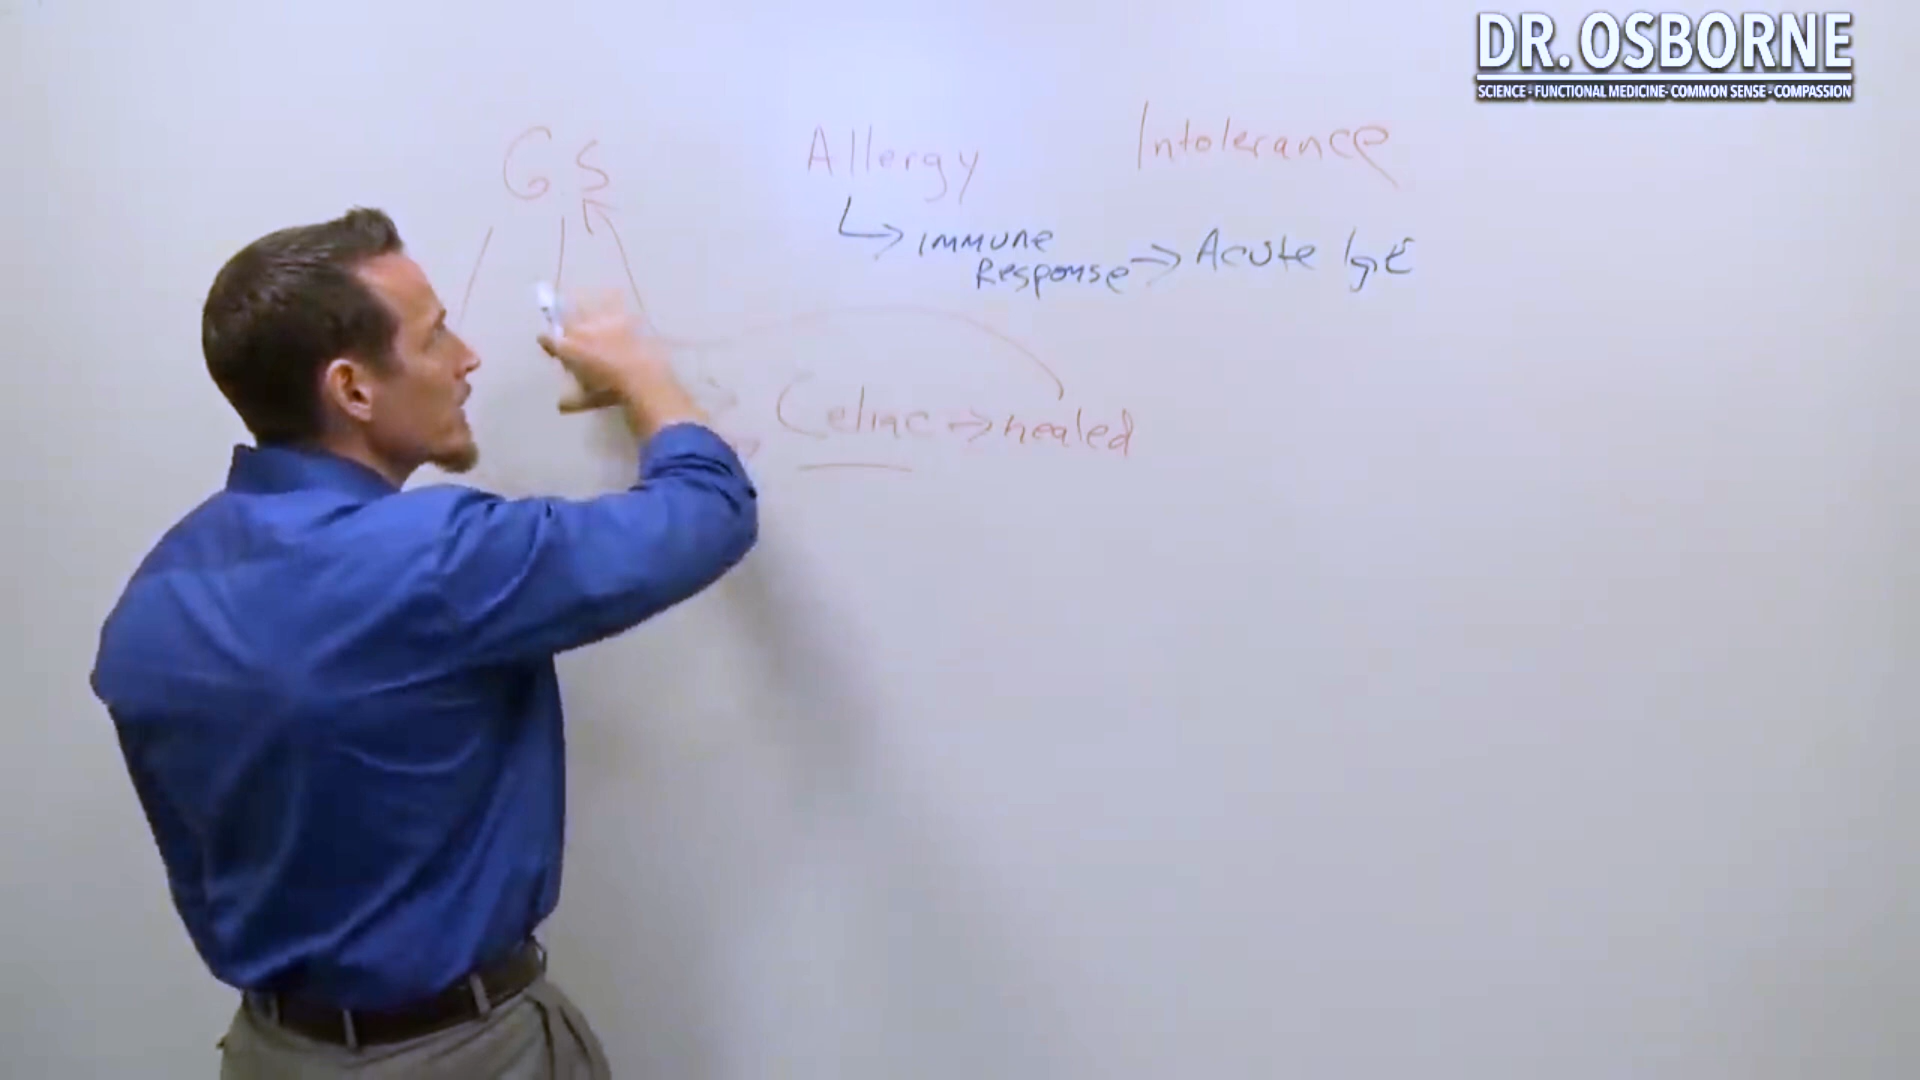 DR. OSBORNE
SCIENCE - FUNCTIONAL MEDICINE - COMMON SENSE - COMPASSION
GS
Allergy
Intolerance
Immune
Response → Acute IgE
Celiac → healed